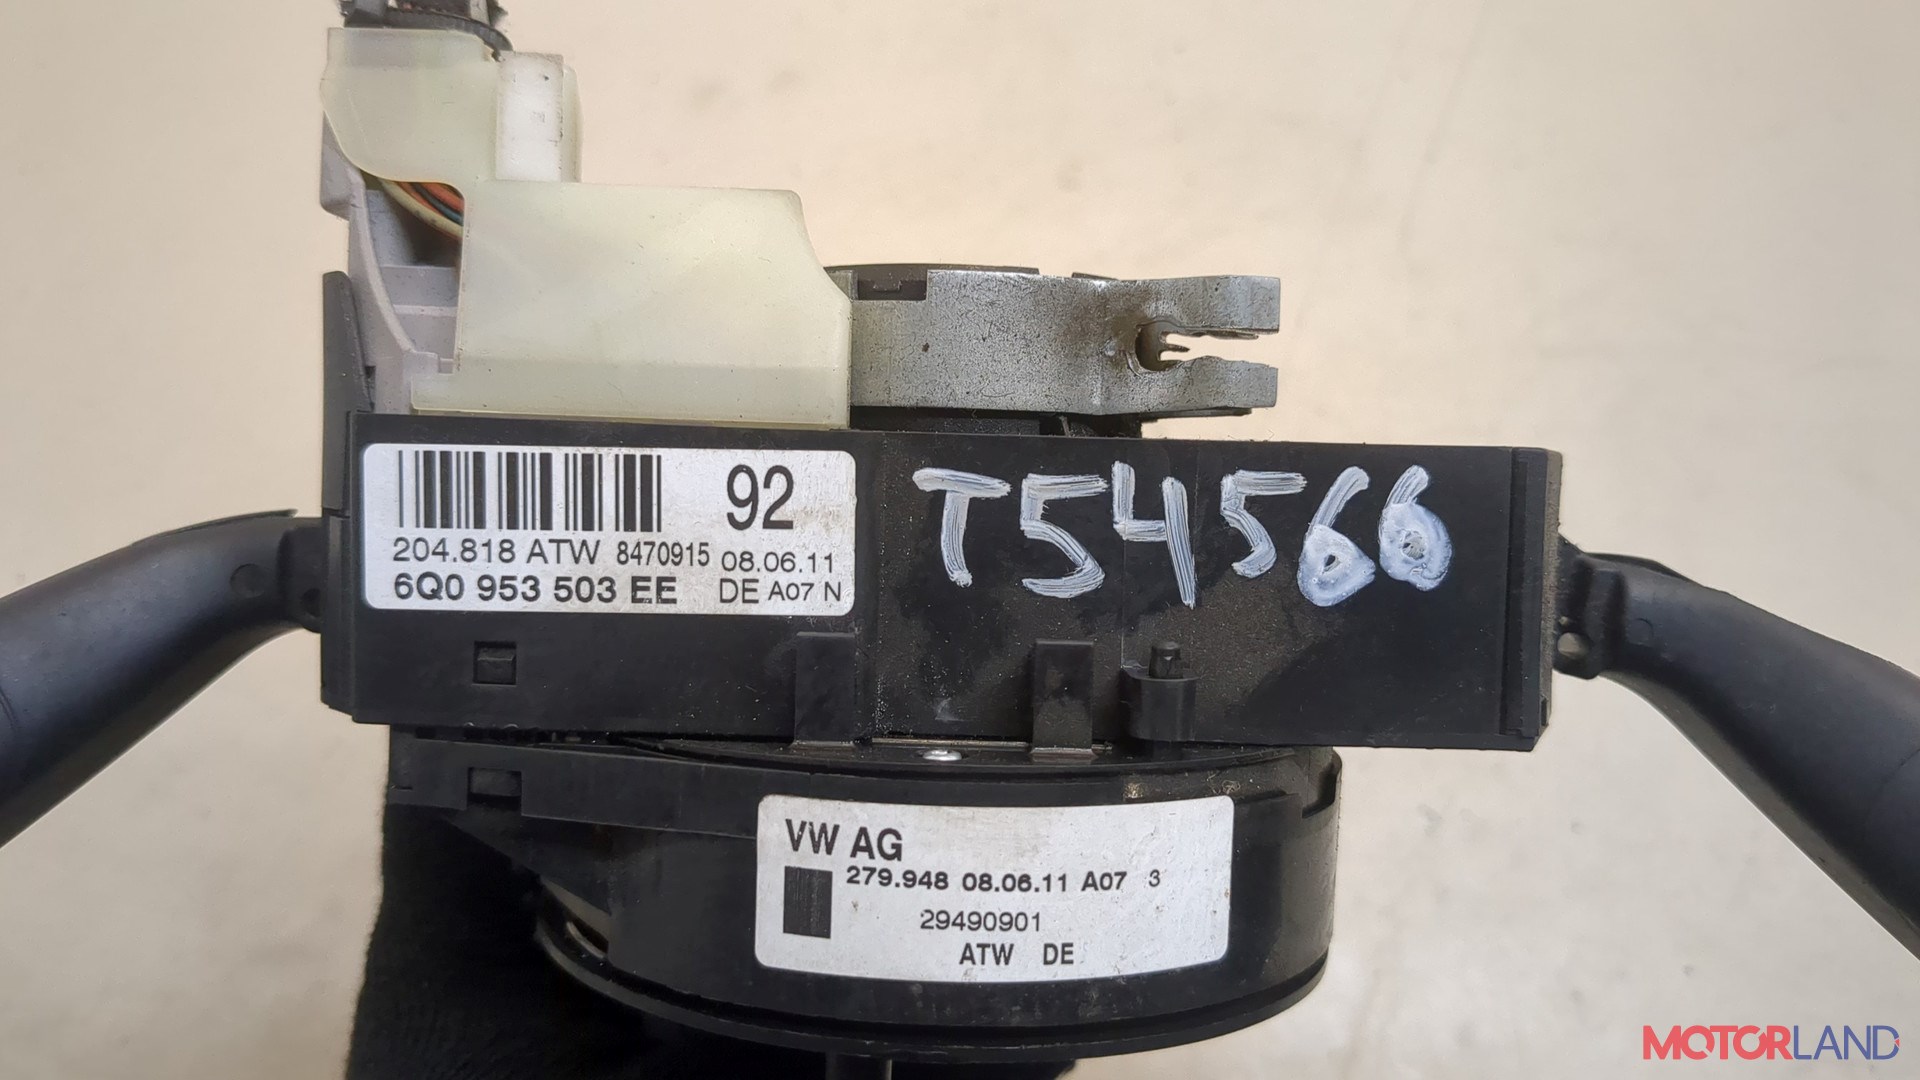 92
204.818 ATW 8470915 08.06.11
6Q0 953 503 EE DE A07 N
T54566
VW AG
279.948 08.06.11 A07 3
29490901
ATW DE
MOTORLAND